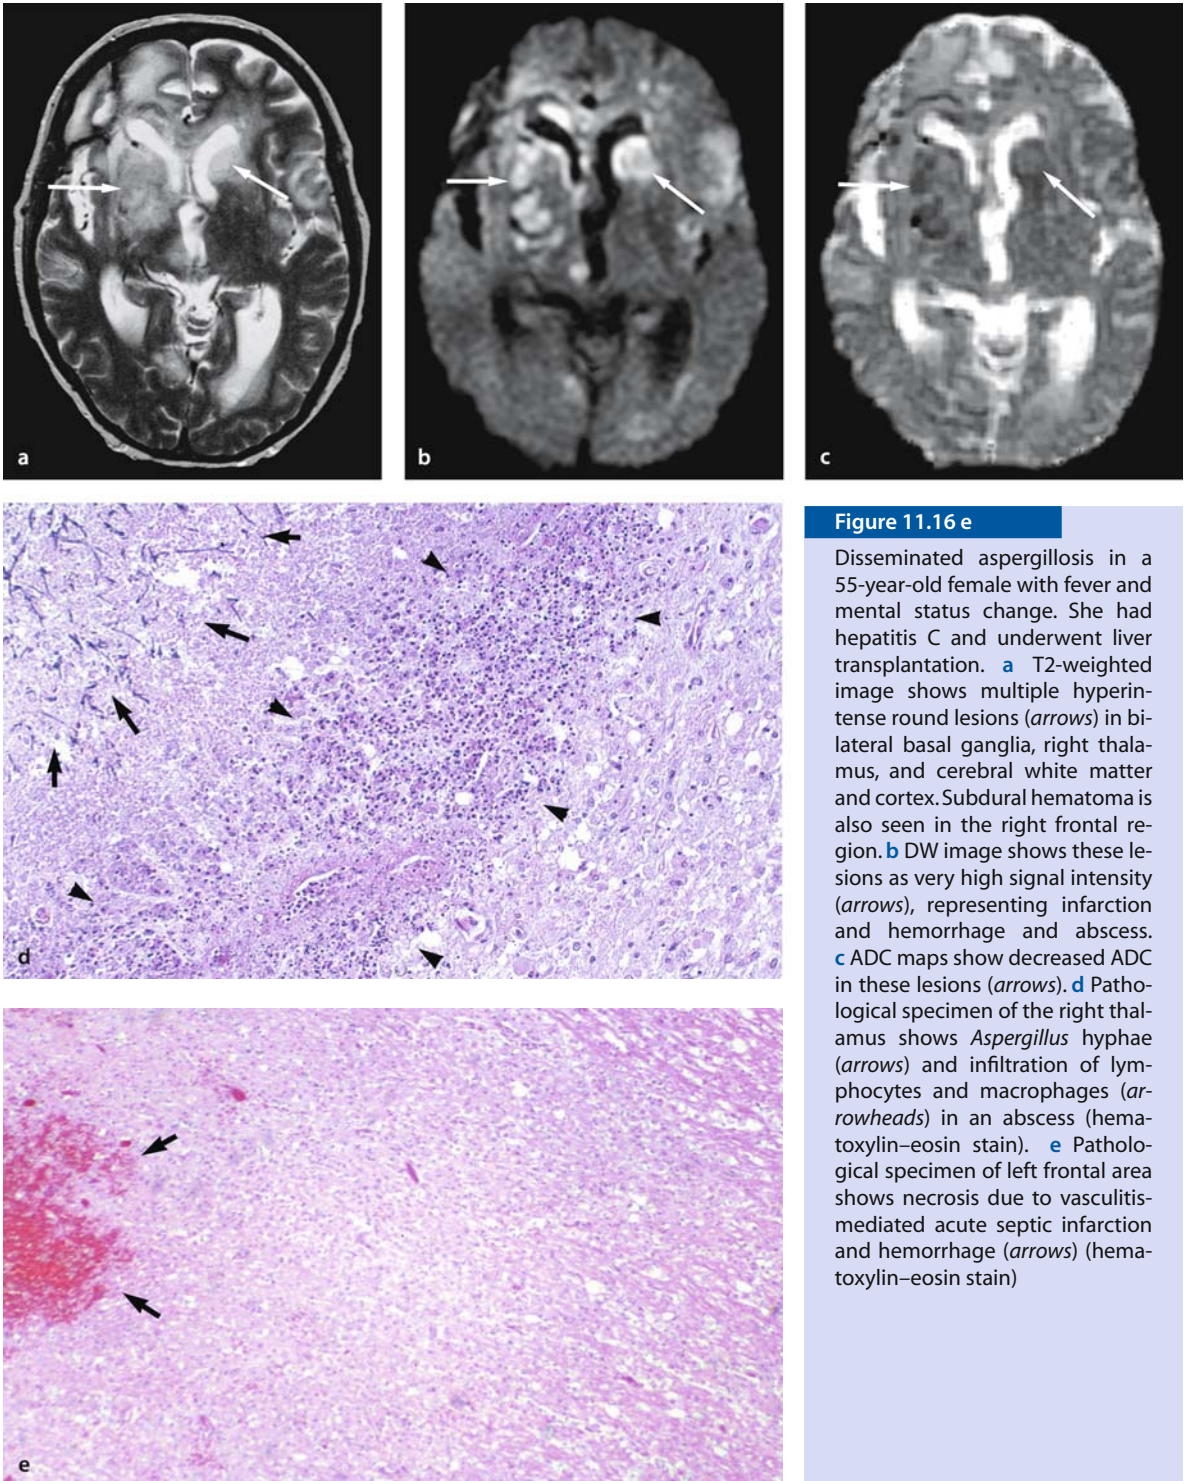 a
b
c
d
e
Figure 11.16 e
Disseminated aspergillosis in a
55-year-old female with fever and
mental status change. She had
hepatitis C and underwent liver
transplantation. a T2-weighted
image shows multiple hyperin-
tense round lesions (arrows) in bi-
lateral basal ganglia, right thala-
mus, and cerebral white matter
and cortex. Subdural hematoma is
also seen in the right frontal re-
gion. b DW image shows these le-
sions as very high signal intensity
(arrows), representing infarction
and hemorrhage and abscess.
c ADC maps show decreased ADC
in these lesions (arrows). d Patho-
logical specimen of the right thal-
amus shows Aspergillus hyphae
(arrows) and infiltration of lym-
phocytes and macrophages (ar-
rowheads) in an abscess (hema-
toxylin–eosin stain). e Patholo-
gical specimen of left frontal area
shows necrosis due to vasculitis-
mediated acute septic infarction
and hemorrhage (arrows) (hema-
toxylin–eosin stain)